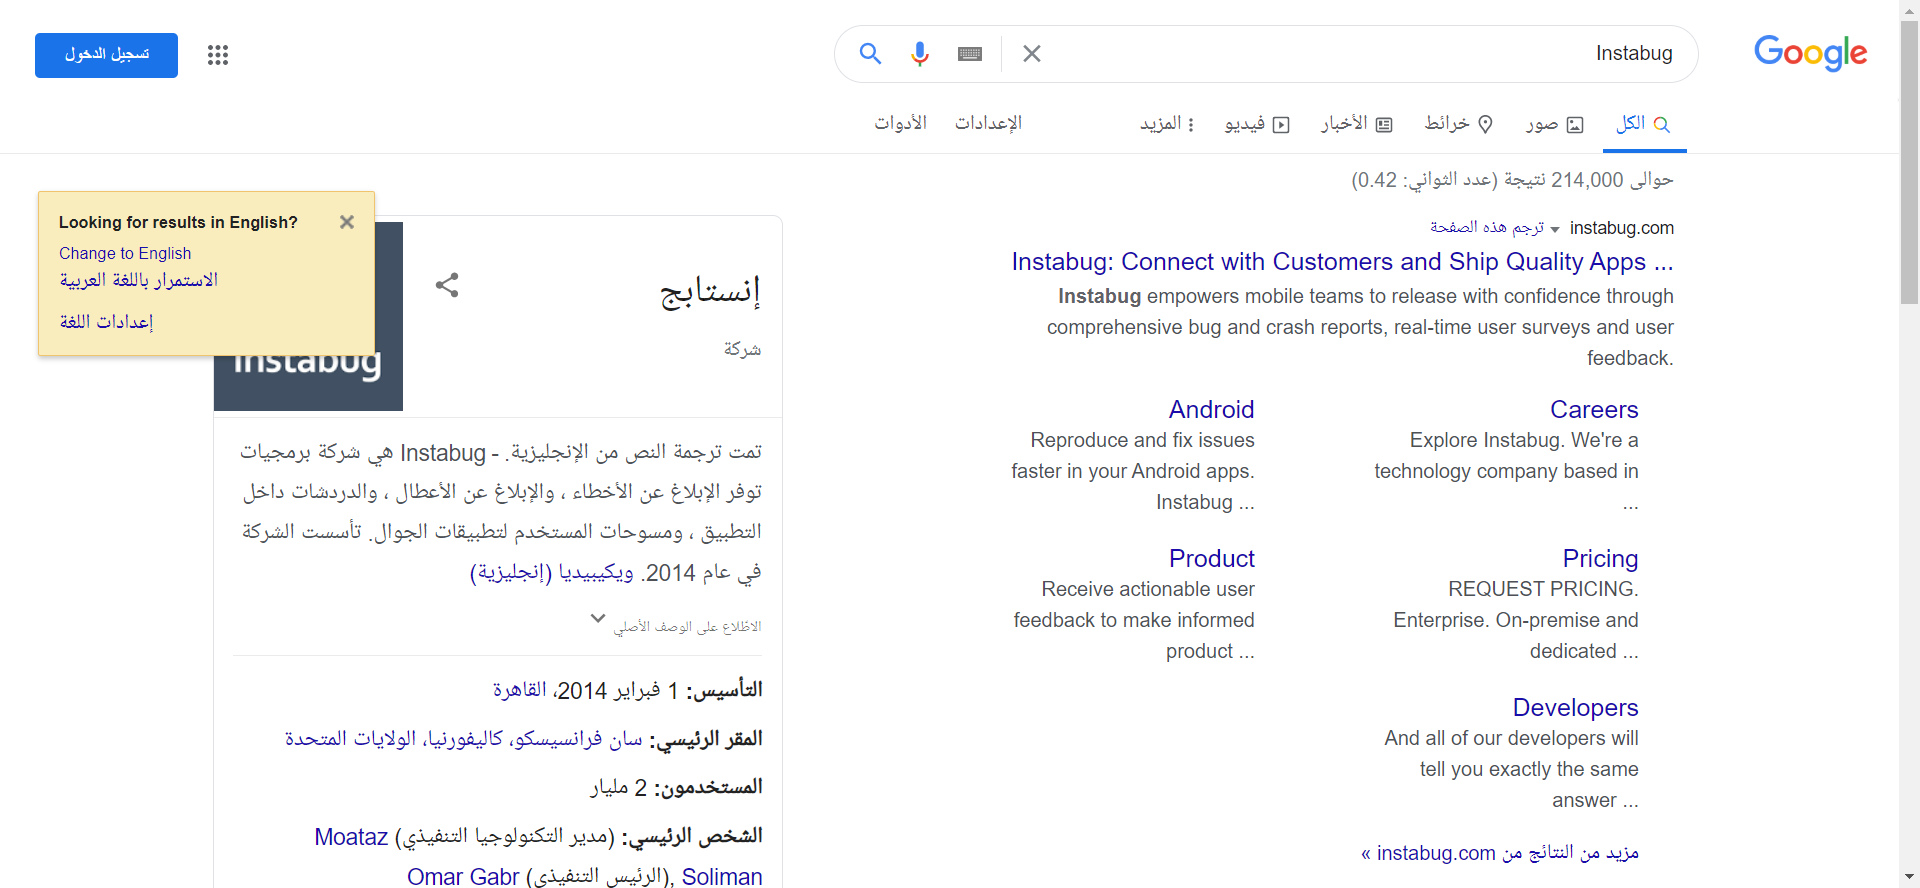 Google
Instabug
تسجيل الدخول
الكل
صور
خرائط
الأخبار
فيديو
المزيد
الإعدادات
الأدوات
حوالى 214,000 نتيجة (عدد الثواني: 0.42)
instabug.com ترجم هذه الصفحة
Instabug: Connect with Customers and Ship Quality Apps ...
Instabug empowers mobile teams to release with confidence through
comprehensive bug and crash reports, real-time user surveys and user
feedback.
Careers
Explore Instabug. We're a
technology company based in
...
Android
Reproduce and fix issues
faster in your Android apps.
Instabug ...
Pricing
REQUEST PRICING.
Enterprise. On-premise and
dedicated ...
Product
Receive actionable user
feedback to make informed
product ...
Developers
And all of our developers will
tell you exactly the same
answer ...
مزيد من النتائج من instabug.com »
Looking for results in English?
Change to English
الاستمرار باللغة العربية
إعدادات اللغة
إنستابج
شركة
Instabug
تمت ترجمة النص من الإنجليزية. - Instabug هي شركة برمجيات
توفر الإبلاغ عن الأخطاء ، والإبلاغ عن الأعطال ، والدردشات داخل
التطبيق ، ومسوحات المستخدم لتطبيقات الجوال. تأسست الشركة
في عام 2014. ويكيبيديا (إنجليزية)
الاطّلاع على الوصف الأصلي
التأسيس: 1 فبراير 2014، القاهرة
المقر الرئيسي: سان فرانسيسكو، كاليفورنيا، الولايات المتحدة
المستخدمون: 2 مليار
الشخص الرئيسي: (مدير التكنولوجيا التنفيذي) Moataz
Soliman ,(الرئيس التنفيذي) Omar Gabr